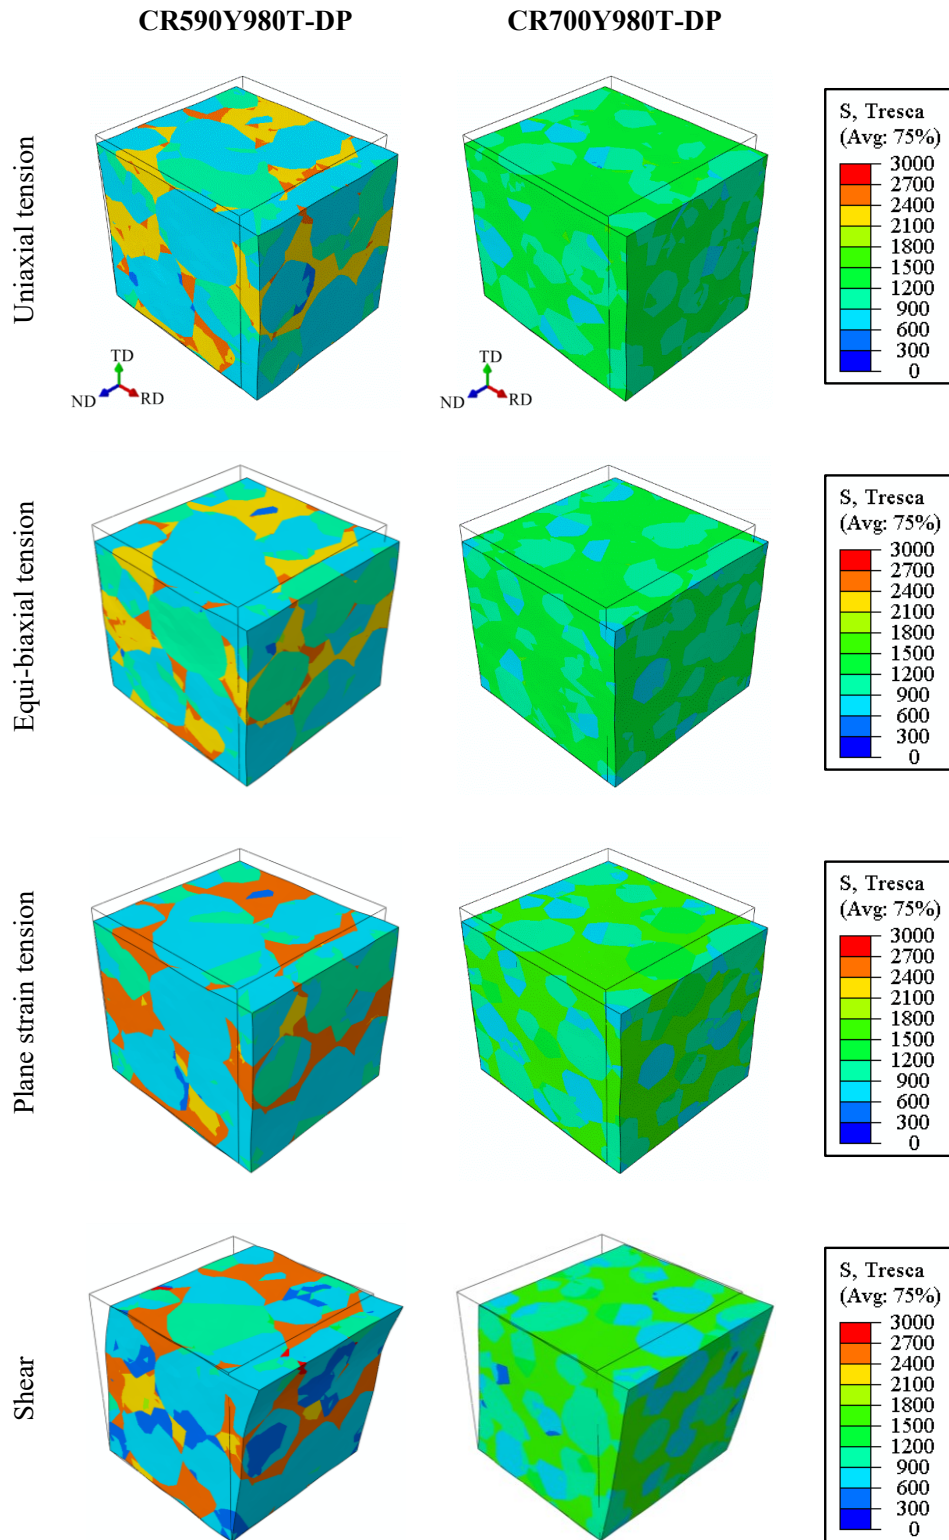 CR590Y980T-DP CR700Y980T-DP
Uniaxial tension
S, Tresca
(Avg: 75%)
3000
2700
2400
2100
1800
1500
1200
900
600
300
0
TD
ND RD
TD
ND RD
Equi-biaxial tension
S, Tresca
(Avg: 75%)
3000
2700
2400
2100
1800
1500
1200
900
600
300
0
Plane strain tension
S, Tresca
(Avg: 75%)
3000
2700
2400
2100
1800
1500
1200
900
600
300
0
Shear
S, Tresca
(Avg: 75%)
3000
2700
2400
2100
1800
1500
1200
900
600
300
0